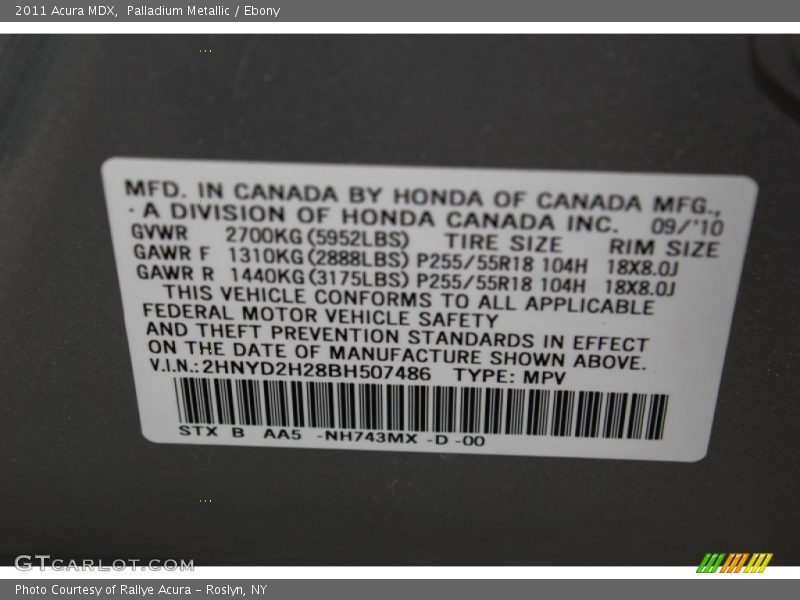 2011 Acura MDX, Palladium Metallic / Ebony
MFD. IN CANADA BY HONDA OF CANADA MFG.,
A DIVISION OF HONDA CANADA INC. 09/'10
GVWR 2700KG (5952LBS) TIRE SIZE RIM SIZE
GAWR F 1310KG (2888LBS) P255/55R18 104H 18X8.0J
GAWR R 1440KG (3175LBS) P255/55R18 104H 18X8.0J
THIS VEHICLE CONFORMS TO ALL APPLICABLE
FEDERAL MOTOR VEHICLE SAFETY
AND THEFT PREVENTION STANDARDS IN EFFECT
ON THE DATE OF MANUFACTURE SHOWN ABOVE.
V.I.N.: 2HNYD2H28BH507486 TYPE: MPV
STX B AA5 -NH743MX -D -00
GTCARLOT.COM
Photo Courtesy of Rallye Acura - Roslyn, NY